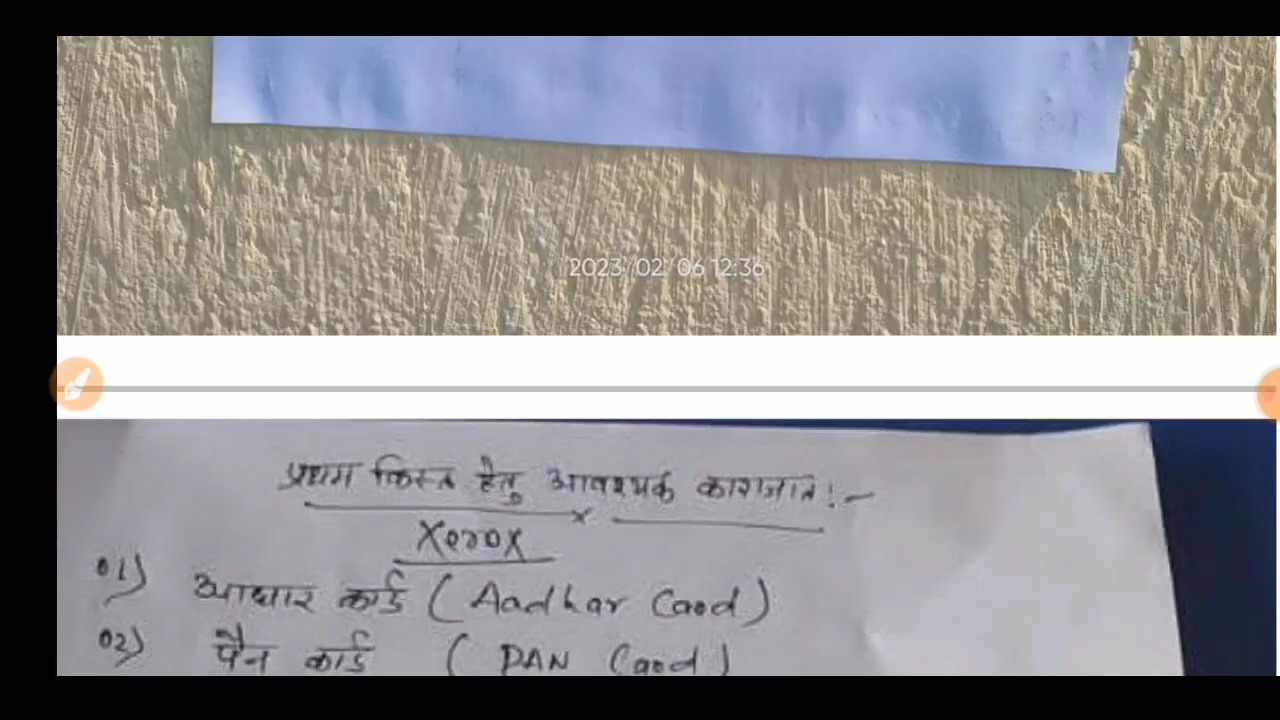 2023/02/06 12:36
प्रथम किस्त हेतु आवश्यक कागजात :-
Xerox
01) आधार कार्ड (Aadhar Card)
02) पैन कार्ड (PAN Card)